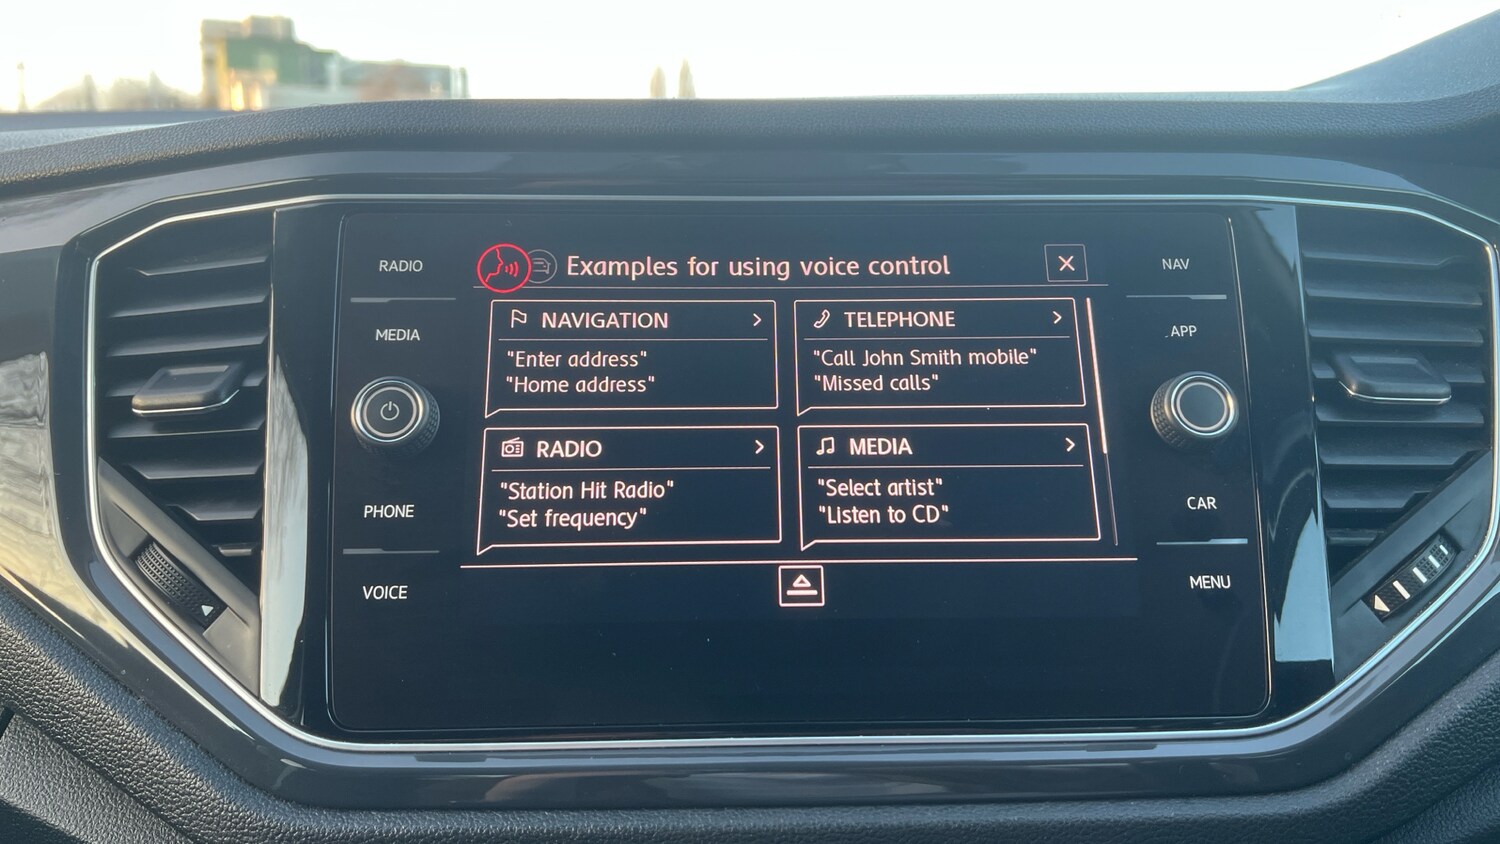 RADIO
MEDIA
PHONE
VOICE
Examples for using voice control
NAVIGATION
"Enter address"
"Home address"
TELEPHONE
"Call John Smith mobile"
"Missed calls"
RADIO
"Station Hit Radio"
"Set frequency"
MEDIA
"Select artist"
"Listen to CD"
NAV
APP
CAR
MENU